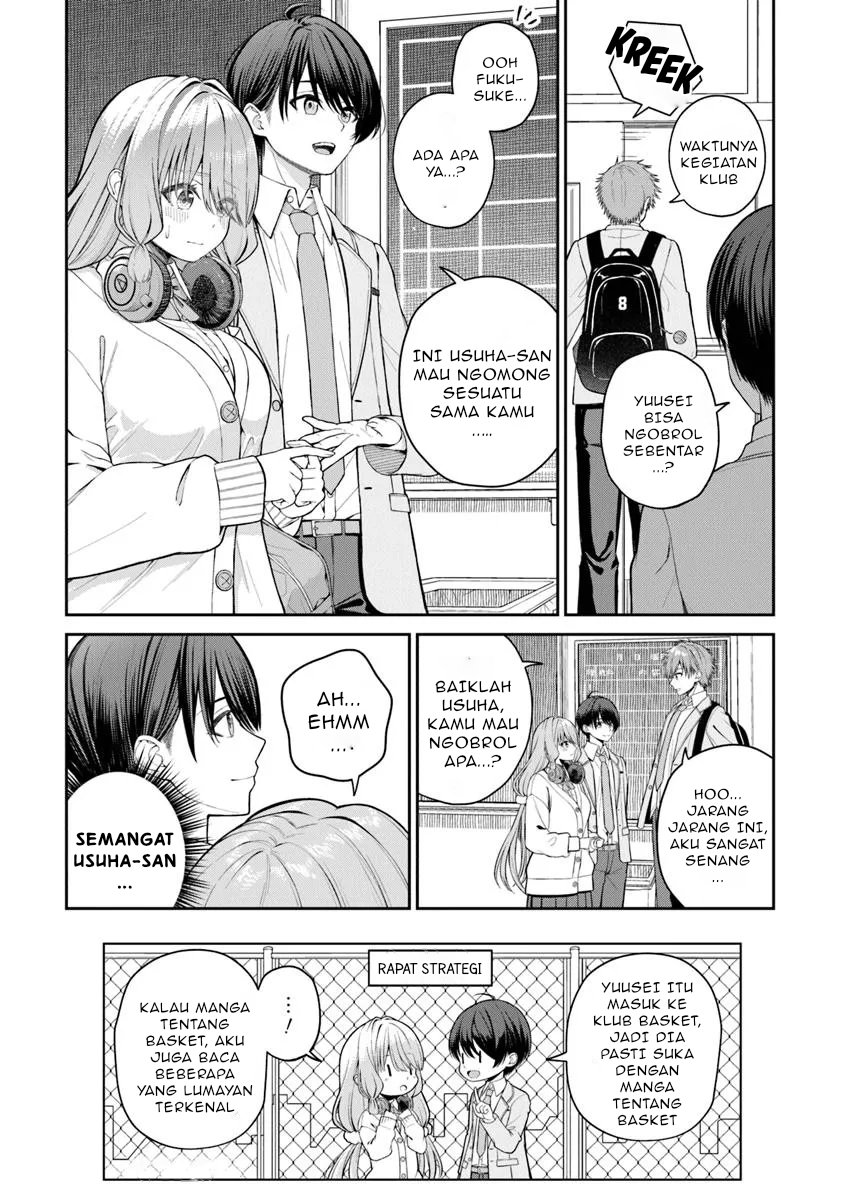 KREEK
WAKTUNYA
KEGIATAN
KLUB
8
YUUSEI
BISA
NGOBROL
SEBENTAR
...?
OOH
FUKU-
SUKE...
ADA APA
YA...?
INI USUHA-SAN
MAU NGOMONG
SESUATU
SAMA KAMU
.....
HOO...
JARANG
JARANG INI,
AKU SANGAT
SENANG
...
BAIKLAH
USUHA,
KAMU MAU
NGOBROL
APA...?
AH...
EHMM
....
SEMANGAT
USUHA-SAN
...
RAPAT STRATEGI
YUUSEI ITU
MASUK KE
KLUB BASKET,
JADI DIA
PASTI SUKA
DENGAN
MANGA
TENTANG
BASKET
...!
KALAU MANGA
TENTANG
BASKET, AKU
JUGA BACA
BEBERAPA
YANG LUMAYAN
TERKENAL